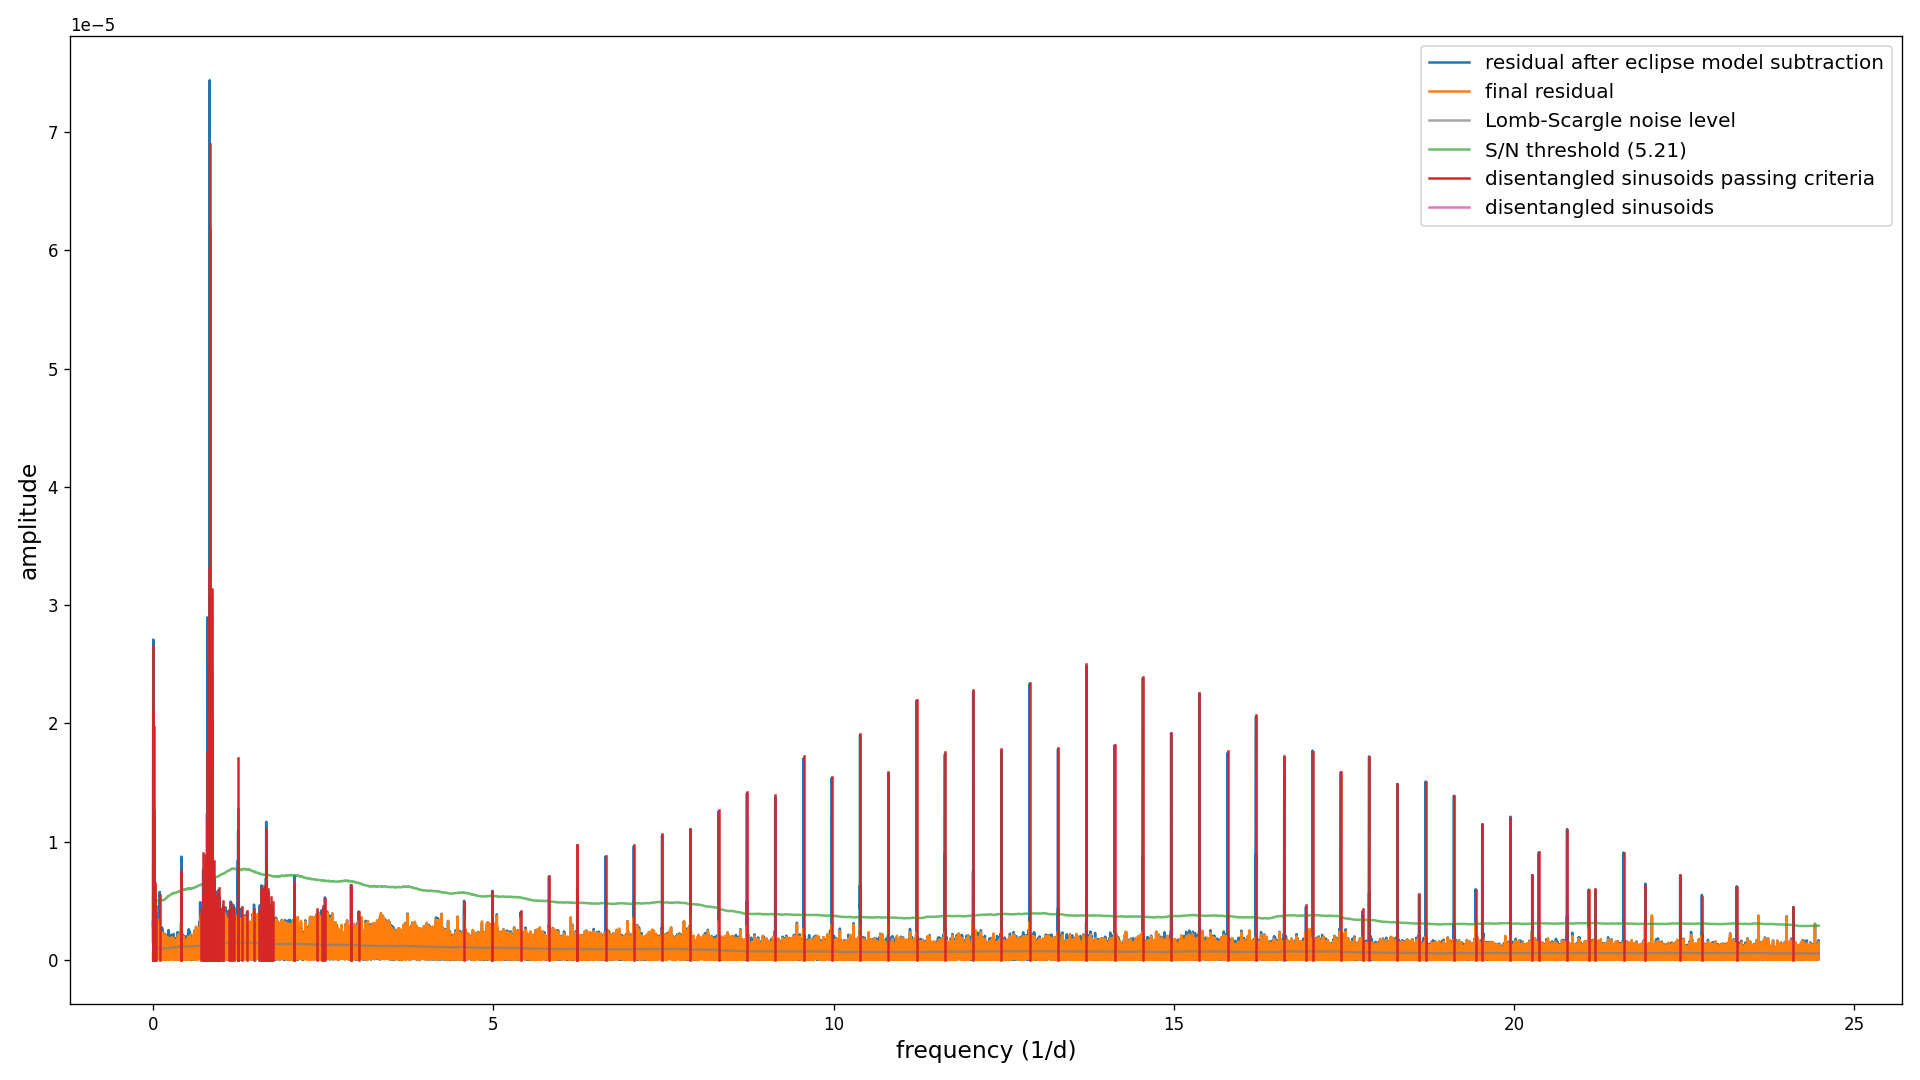 1e−5
residual after eclipse model subtraction
final residual
Lomb-Scargle noise level
S/N threshold (5.21)
disentangled sinusoids passing criteria
disentangled sinusoids
7
6
5
4
3
2
1
0
amplitude
0
5
10
15
20
25
frequency (1/d)